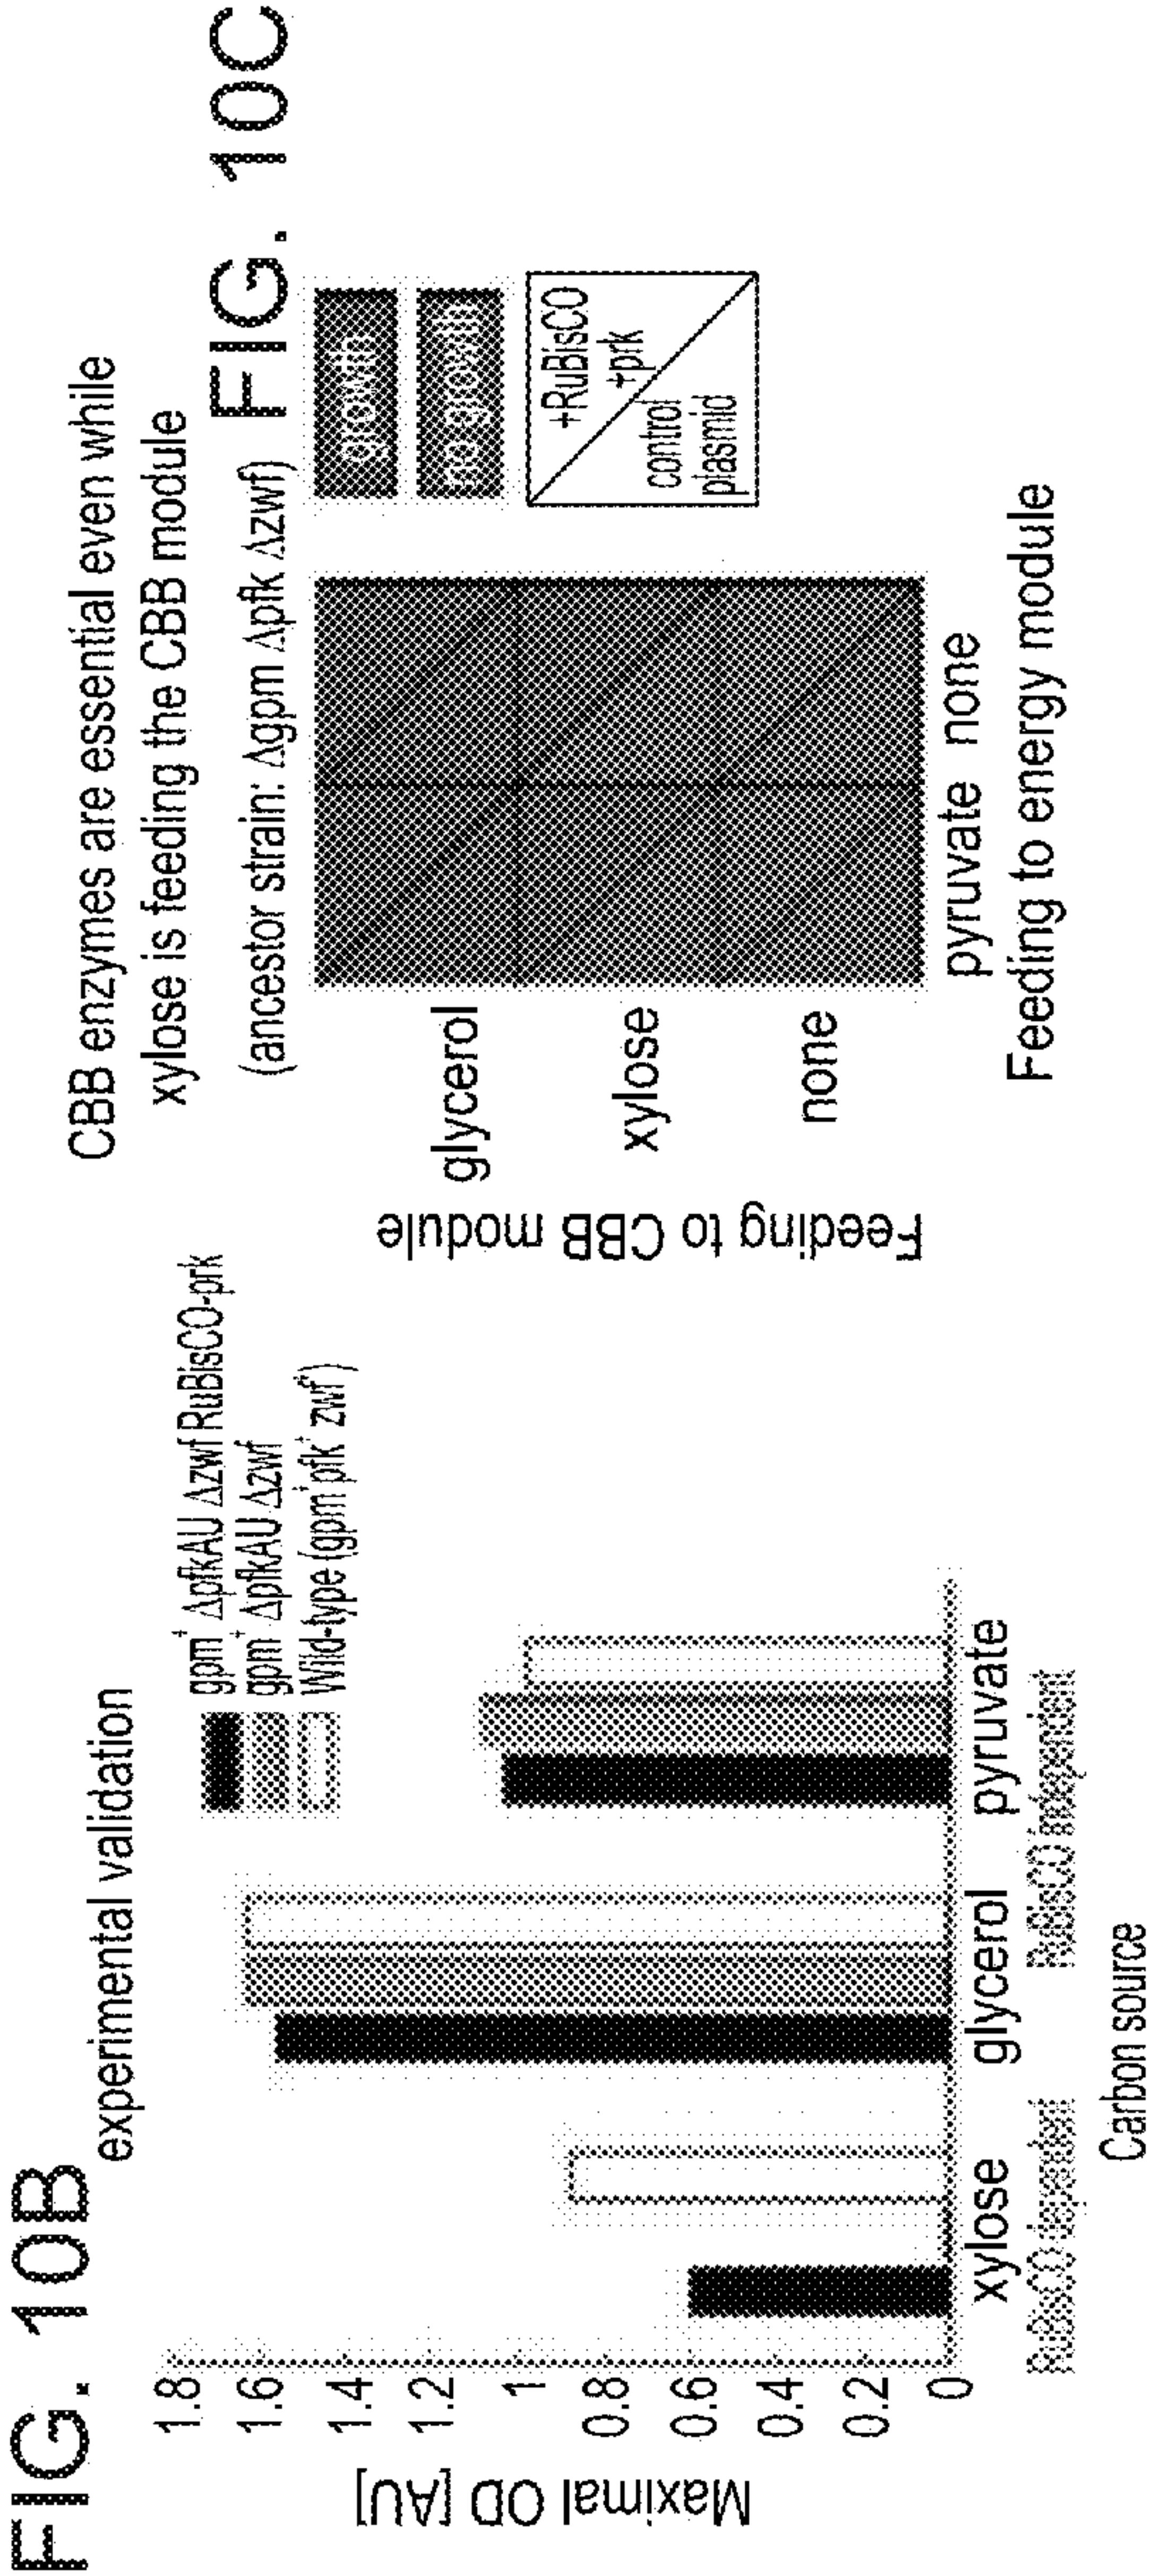 FIG. 10B
experimental validation
gpm⁺ ΔpfkAU Δzwf RuBisCO-prk
gpm⁺ ΔpfkAU Δzwf
Wild-type (gpm⁺ pfk⁺ zwf⁺)
Maximal OD [AU]
1.8
1.6
1.4
1.2
1
0.8
0.6
0.4
0.2
0
xylose glycerol pyruvate
RuBisCO dependent RuBisCO independent
Carbon source
CBB enzymes are essential even while
xylose is feeding the CBB module
(ancestor strain: Δgpm Δpfk Δzwf)
FIG. 10C
growth
no growth
+RuBisCO
+prk
control
plasmid
Feeding to CBB module
glycerol
xylose
none
pyruvate none
Feeding to energy module